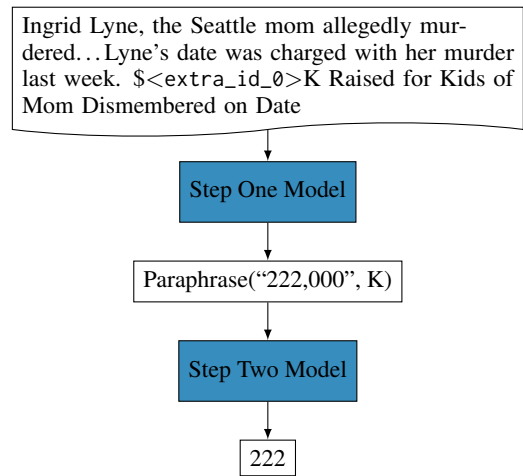 Ingrid Lyne, the Seattle mom allegedly mur-
dered...Lyne's date was charged with her murder
last week. $<extra_id_0>K Raised for Kids of
Mom Dismembered on Date
Step One Model
Paraphrase(“222,000”, K)
Step Two Model
222